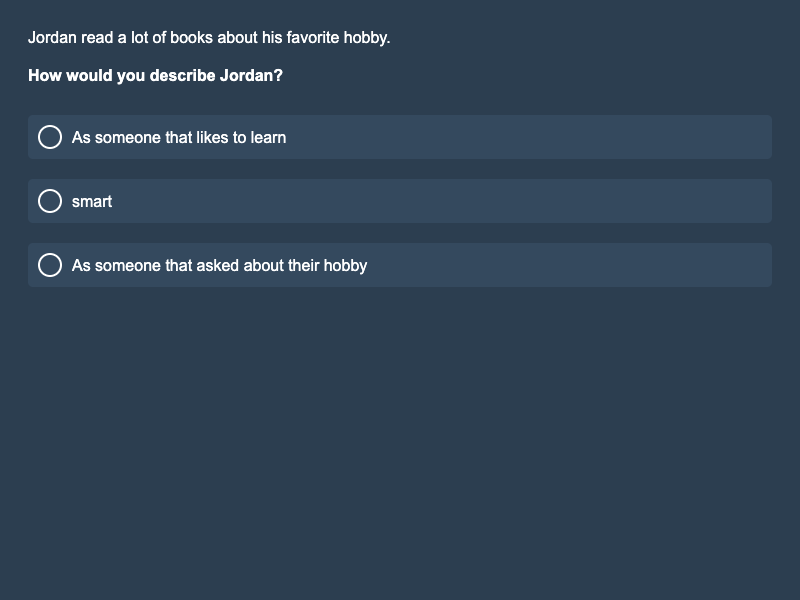 Jordan read a lot of books about his favorite hobby.
How would you describe Jordan?
As someone that likes to learn
smart
As someone that asked about their hobby